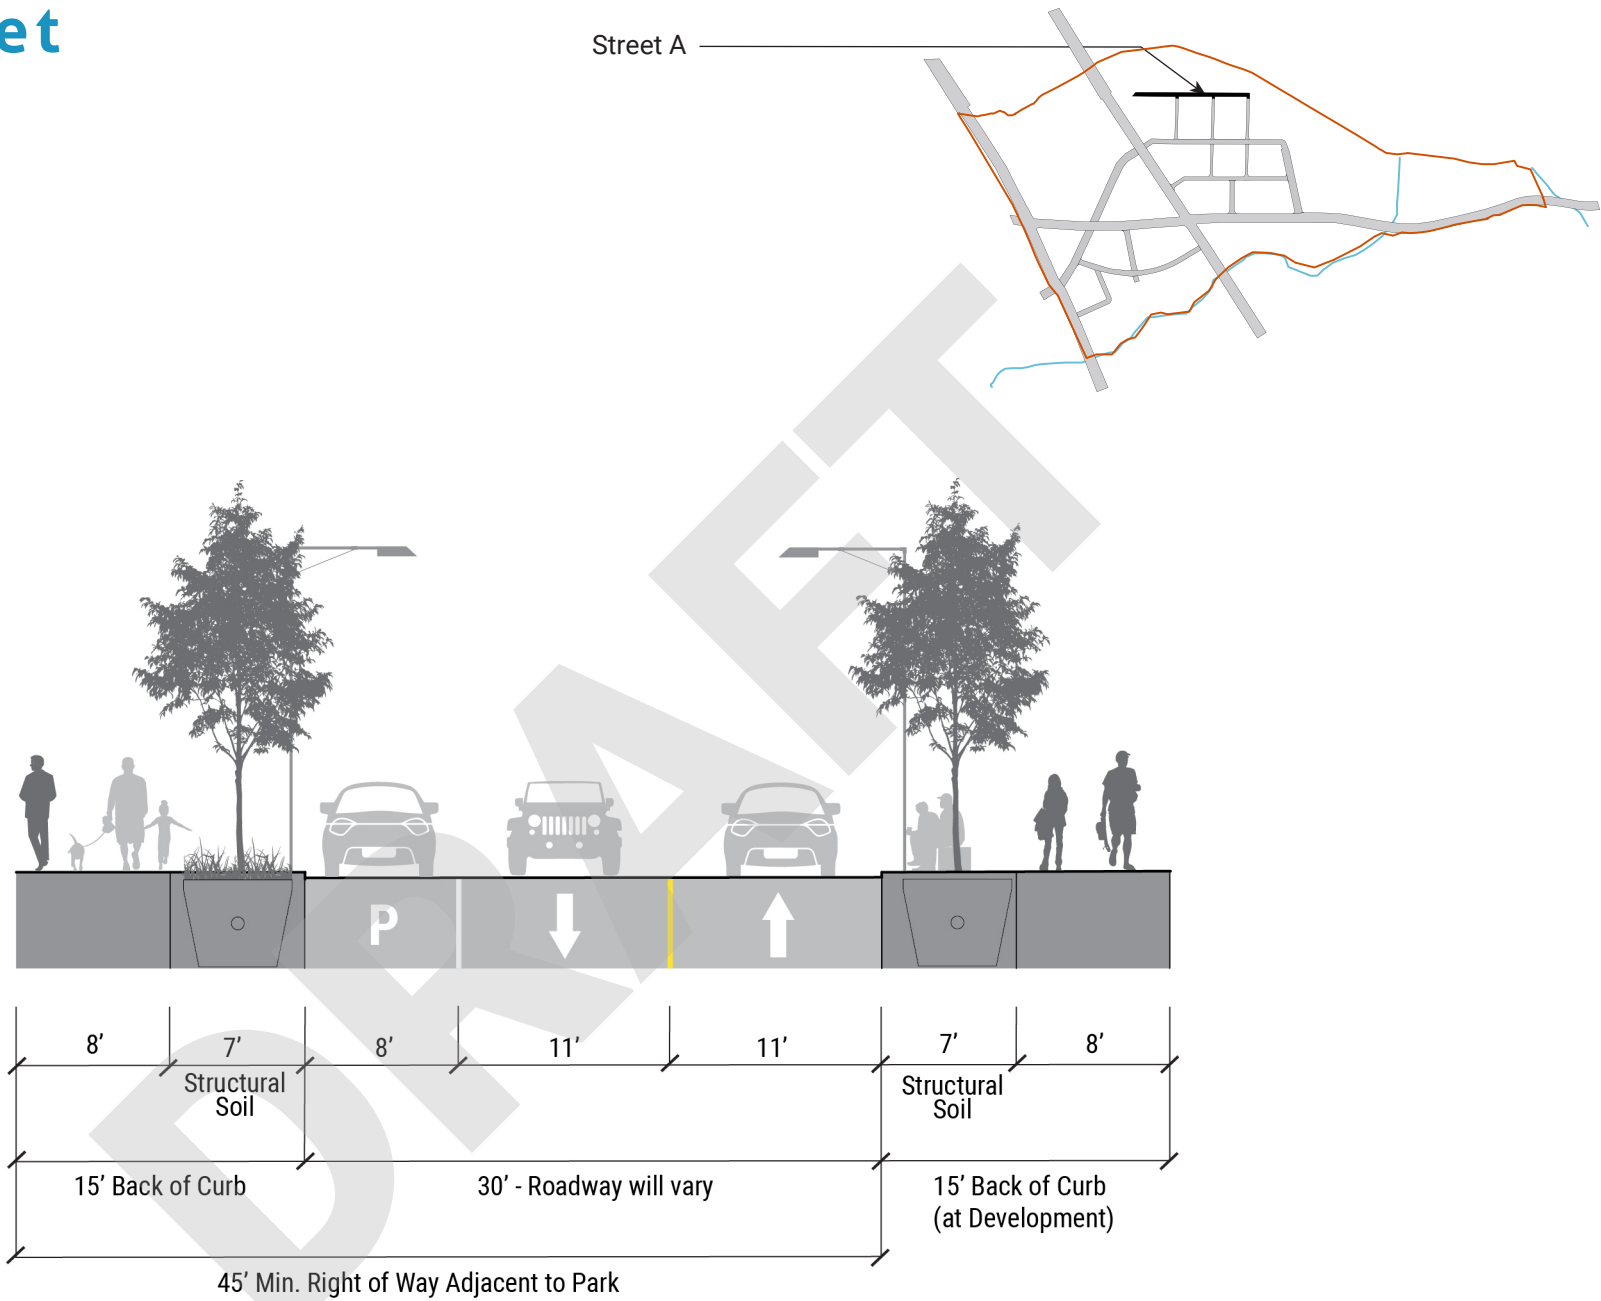 et
Street A
P
8’
7’
8’
11’
11’
7’
8’
Structural
Soil
Structural
Soil
15’ Back of Curb
30’ - Roadway will vary
15’ Back of Curb
(at Development)
45’ Min. Right of Way Adjacent to Park
DRAFT